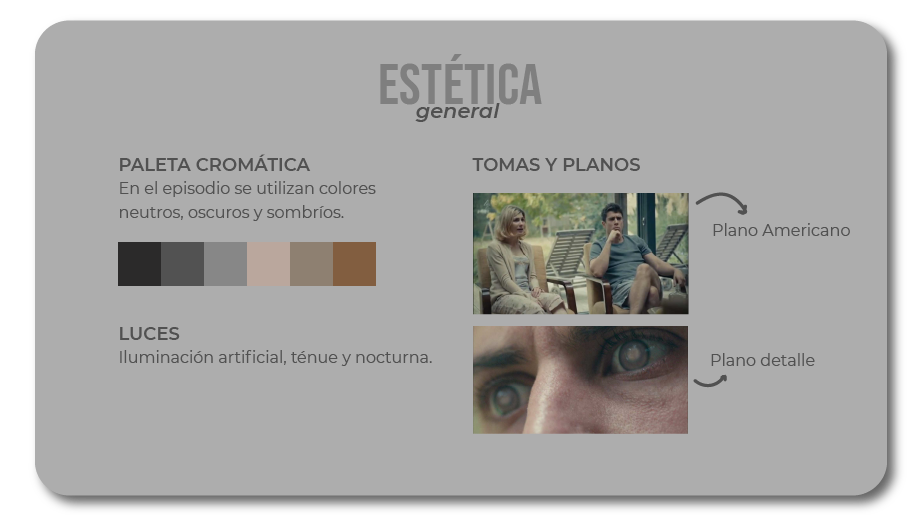 ESTÉTICA
general
PALETA CROMÁTICA
En el episodio se utilizan colores
neutros, oscuros y sombríos.
LUCES
Iluminación artificial, ténue y nocturna.
TOMAS Y PLANOS
Plano Americano
Plano detalle